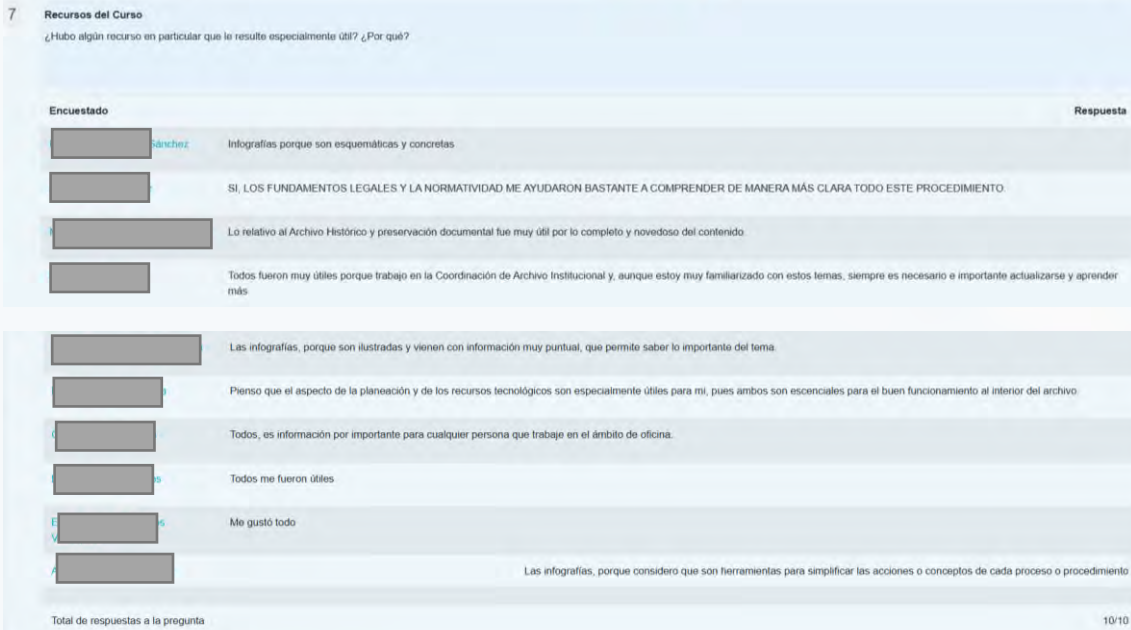 7 Recursos del Curso
¿Hubo algún recurso en particular que le resulte especialmente útil? ¿Por qué?
Encuestado Respuesta
Sánchez Infografías porque son esquemáticas y concretas
SI, LOS FUNDAMENTOS LEGALES Y LA NORMATIVIDAD ME AYUDARON BASTANTE A COMPRENDER DE MANERA MÁS CLARA TODO ESTE PROCEDIMIENTO.
Lo relativo al Archivo Histórico y preservación documental fue muy útil por lo completo y novedoso del contenido
Todos fueron muy útiles porque trabajo en la Coordinación de Archivo Institucional y, aunque estoy muy familiarizado con estos temas, siempre es necesario e importante actualizarse y aprender
más
Las infografías, porque son ilustradas y vienen con información muy puntual, que permite saber lo importante del tema.
Pienso que el aspecto de la planeación y de los recursos tecnológicos son especialmente útiles para mi, pues ambos son escenciales para el buen funcionamiento al interior del archivo
Todos, es información por importante para cualquier persona que trabaje en el ámbito de oficina.
Todos me fueron útiles
Me gustó todo
Las infografías, porque considero que son herramientas para simplificar las acciones o conceptos de cada proceso o procedimiento
Total de respuestas a la pregunta 10/10